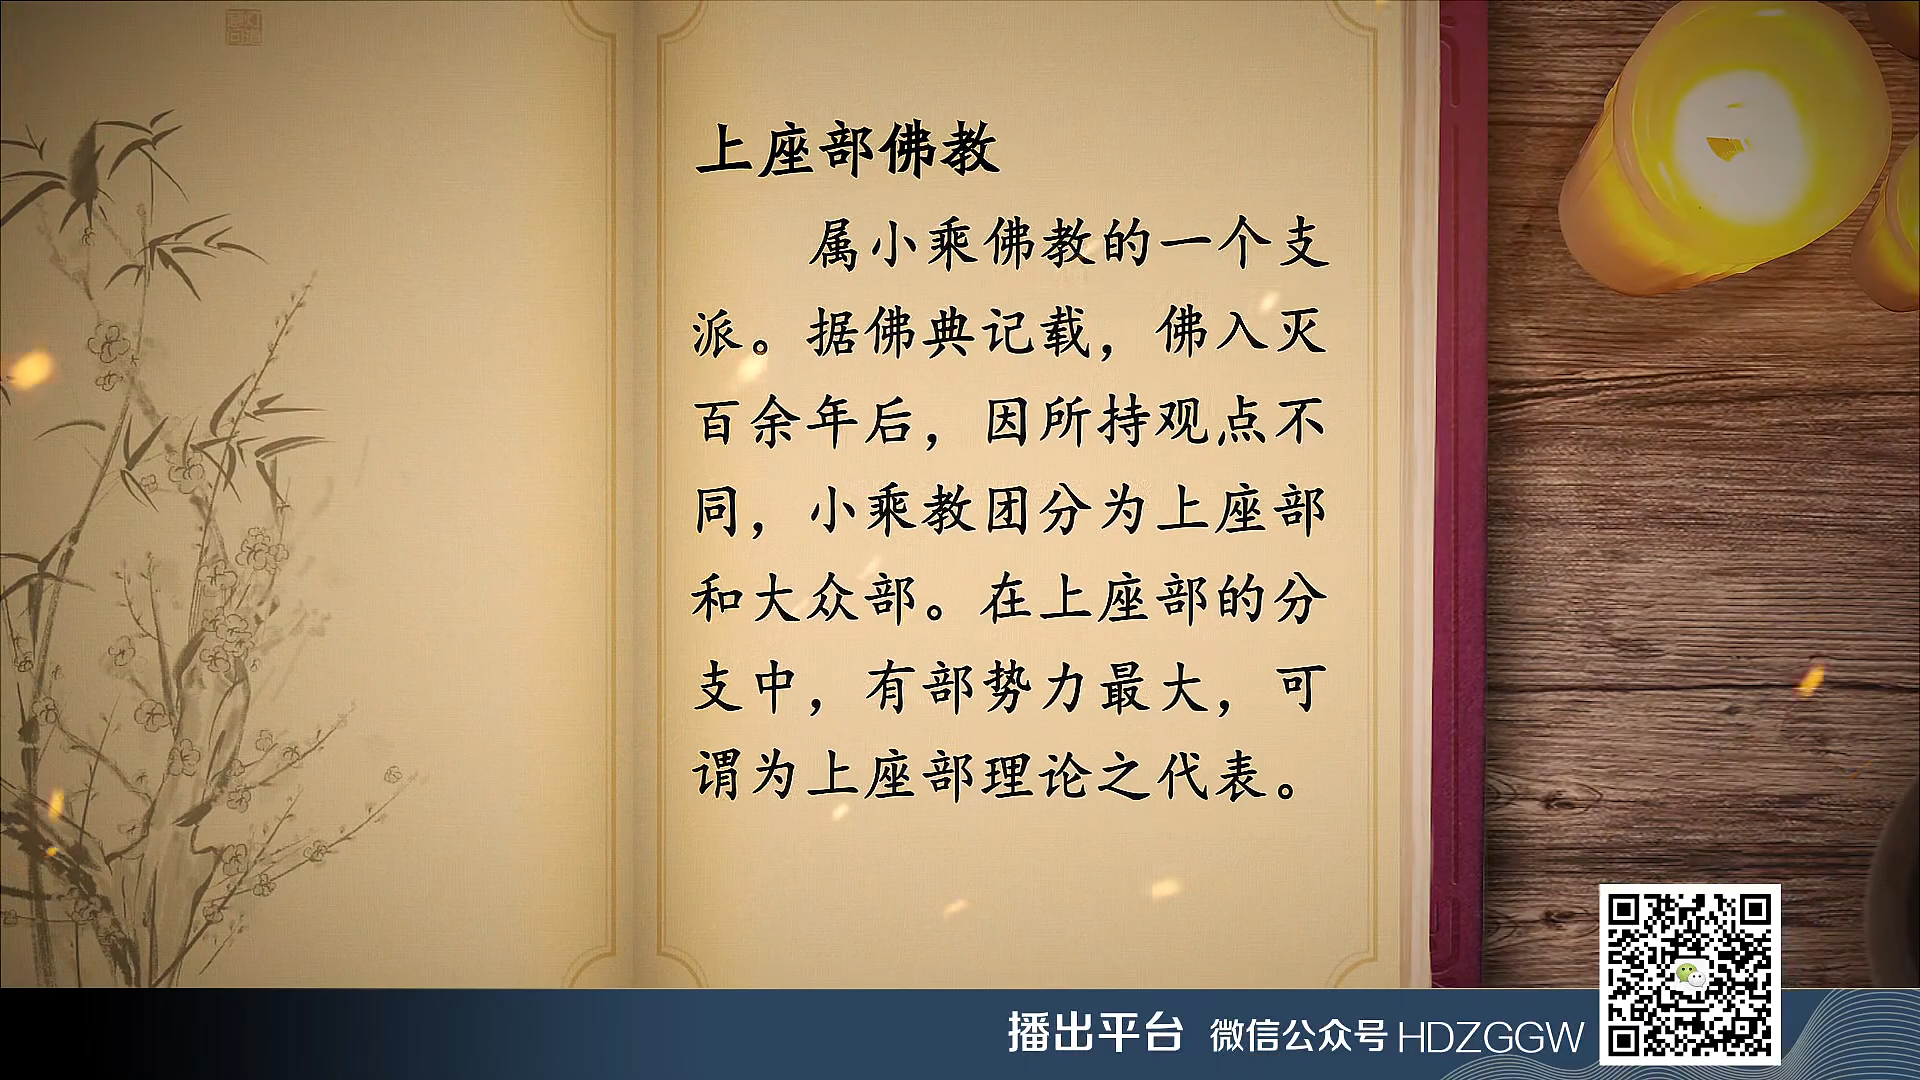 上座部佛教
属小乘佛教的一个支
派。据佛典记载，佛入灭
百余年后，因所持观点不
同，小乘教团分为上座部
和大众部。在上座部的分
支中，有部势力最大，可
谓为上座部理论之代表。
播出平台 微信公众号 HDZGGW